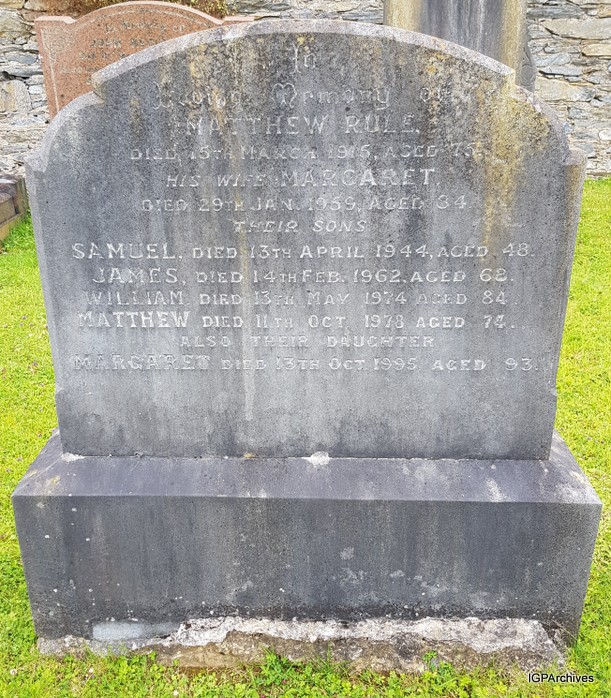 In
Loving Memory of
MATTHEW RULE,
DIED 15TH MARCH 1915, AGED 75.
HIS WIFE MARGARET,
DIED 29TH JAN. 1959, AGED 94.
THEIR SONS
SAMUEL, DIED 13TH APRIL 1944, AGED 48.
JAMES, DIED 14TH FEB. 1962, AGED 62.
WILLIAM DIED 13TH MAY 1974 AGED 84.
MATTHEW DIED 11TH OCT. 1978 AGED 74.
ALSO THEIR DAUGHTER
MARGARET DIED 13TH OCT. 1995 AGED 93.
IGPArchives